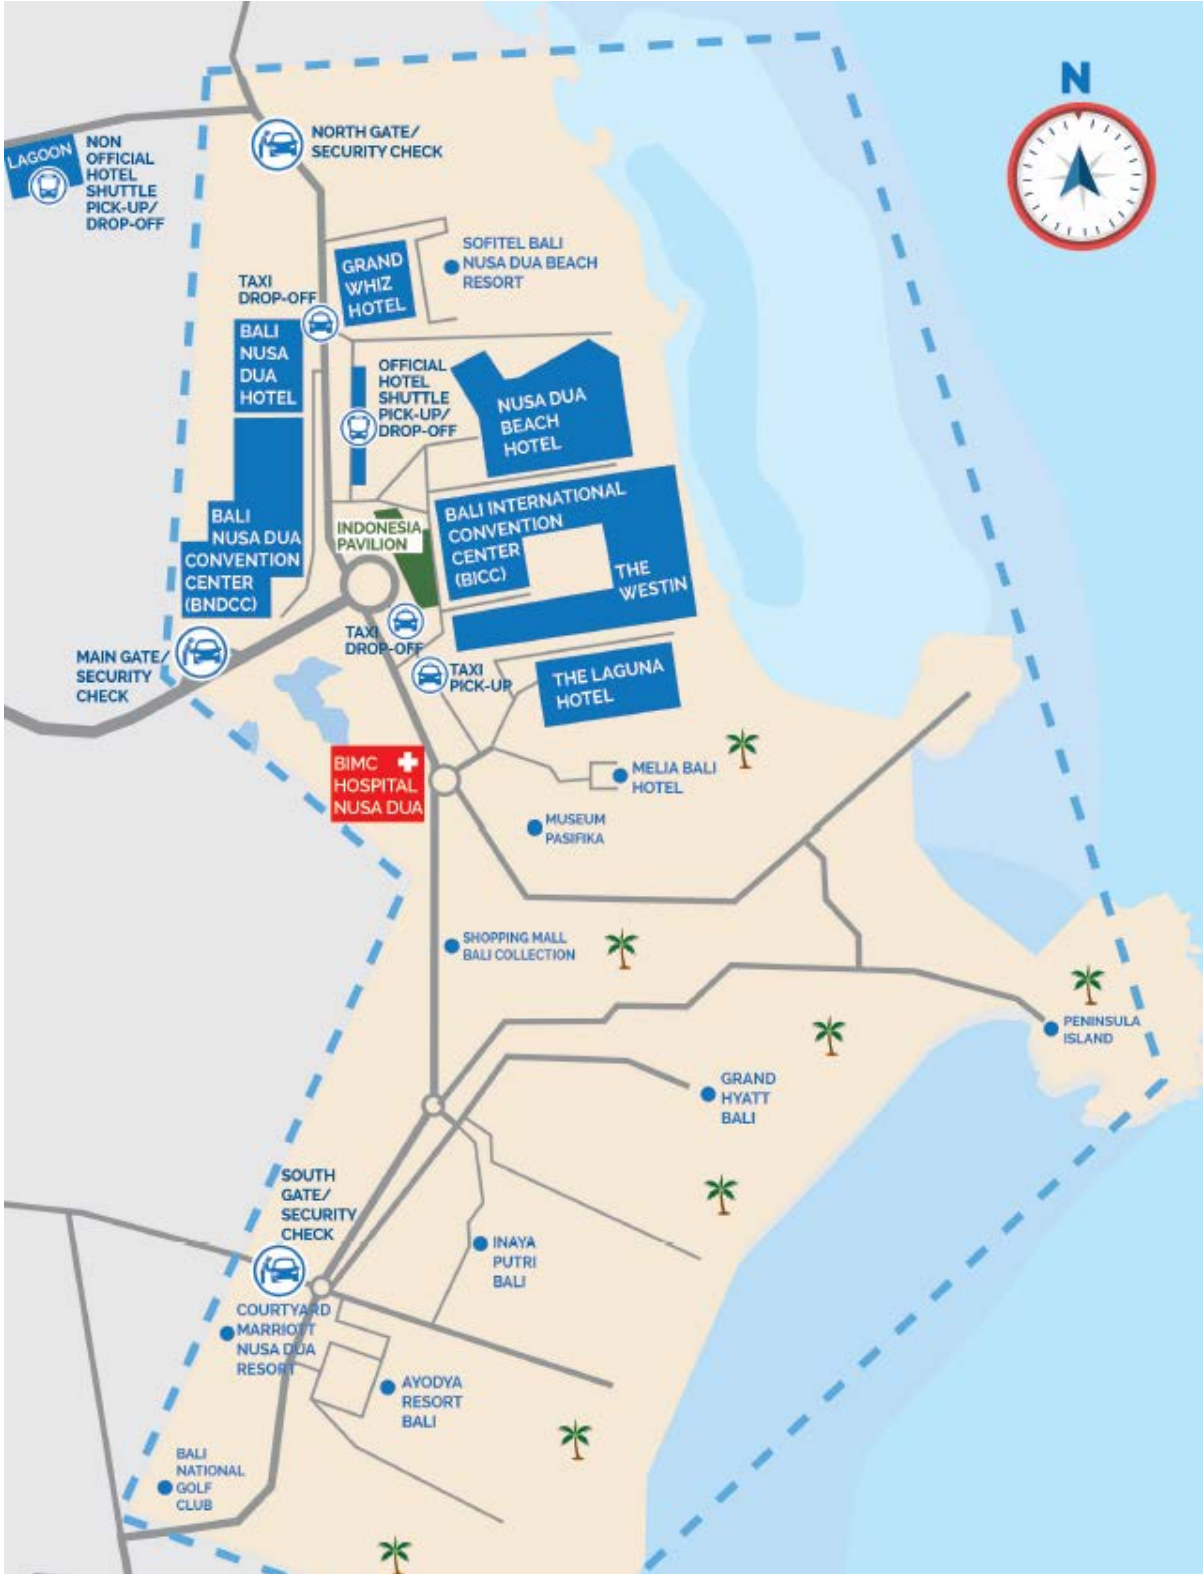 N
NORTH GATE/
SECURITY CHECK
LAGOON
NON
OFFICIAL
HOTEL
SHUTTLE
PICK-UP/
DROP-OFF
SOFITEL BALI
NUSA DUA BEACH
RESORT
GRAND
WHIZ
HOTEL
TAXI
DROP-OFF
BALI
NUSA
DUA
HOTEL
OFFICIAL
HOTEL
SHUTTLE
PICK-UP/
DROP-OFF
NUSA DUA
BEACH
HOTEL
BALI INTERNATIONAL
CONVENTION
CENTER
(BICC)
THE
WESTIN
BALI
NUSA DUA
CONVENTION
CENTER
(BNDCC)
INDONESIA
PAVILION
TAXI
DROP-OFF
MAIN GATE/
SECURITY
CHECK
TAXI
PICK-UP
THE LAGUNA
HOTEL
BIMC
HOSPITAL
NUSA DUA
MELIA BALI
HOTEL
MUSEUM
PASIFIKA
SHOPPING MALL
BALI COLLECTION
PENINSULA
ISLAND
GRAND
HYATT
BALI
SOUTH
GATE/
SECURITY
CHECK
INAYA
PUTRI
BALI
COURTYARD
MARRIOTT
NUSA DUA
RESORT
AYODYA
RESORT
BALI
BALI
NATIONAL
GOLF
CLUB